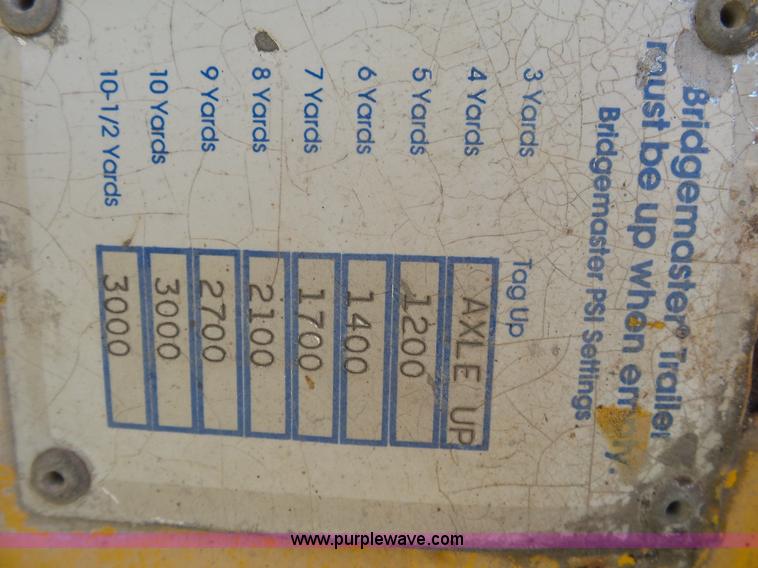 Bridgemaster® Trailer
must be up when empty.
Bridgemaster PSI Settings
3 Yards Tag Up
4 Yards AXLE UP
5 Yards 1200
6 Yards 1400
7 Yards 1700
8 Yards 2100
9 Yards 2700
10 Yards 3000
10-1/2 Yards 3000
www.purplewave.com